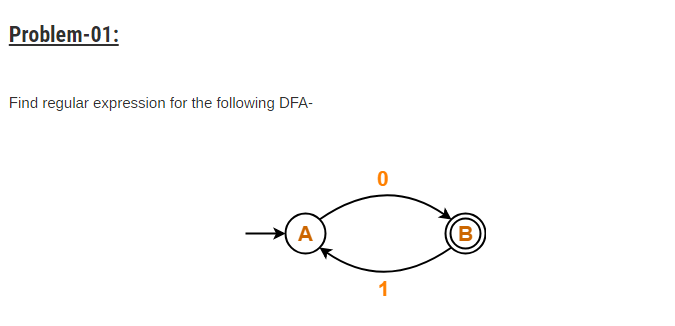 Problem-01:
Find regular expression for the following DFA-
0
A
B
1